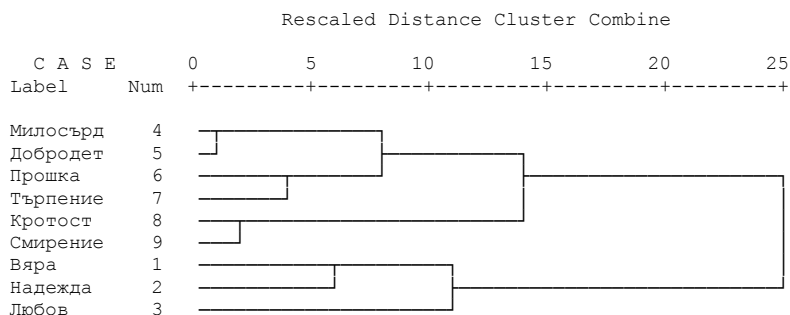 Rescaled Distance Cluster Combine
C A S E 0 5 10 15 20 25
Label Num +---------+---------+---------+---------+---------+
Милосърд 4
Добродет 5
Прошка 6
Търпение 7
Кротост 8
Смирение 9
Вяра 1
Надежда 2
Любов 3